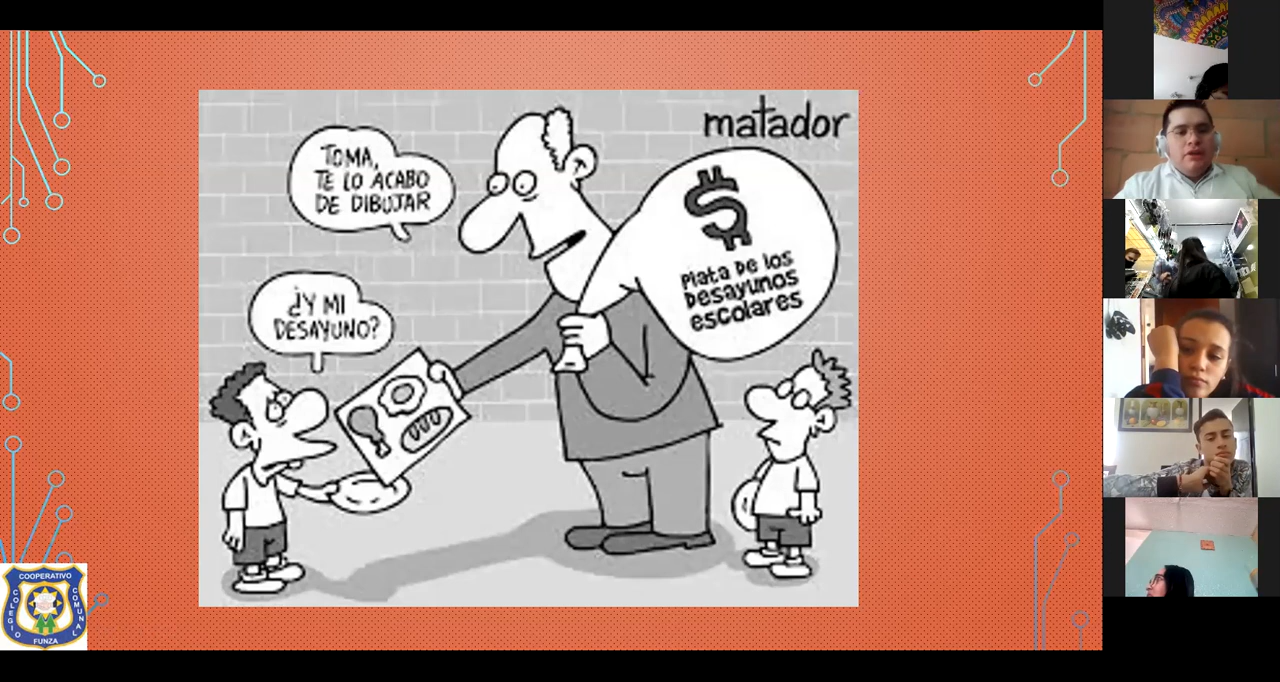 matador
TOMA,
TE LO ACABO
DE DIBUJAR
$
Plata DE LOS
Desayunos
escolares
¿Y MI
DESAYUNO?
COOPERATIVO
COLEGIO
COMUNAL
FUNZA